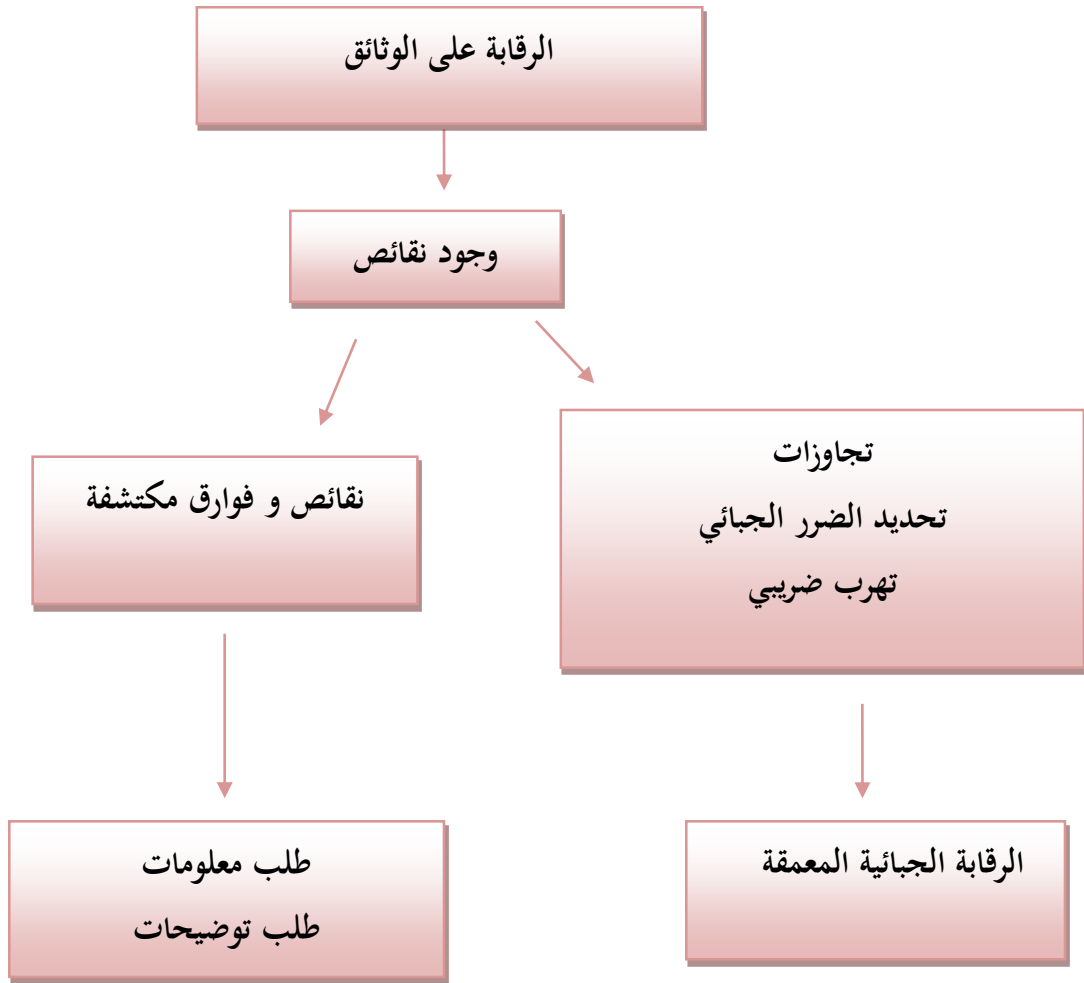 الرقابة على الوثائق
وجود نقائص
تجاوزات
تحديد الضرر الجبائي
تهرب ضريبي
نقائص و فوارق مكتشفة
الرقابة الجبائية المعمقة
طلب معلومات
طلب توضيحات